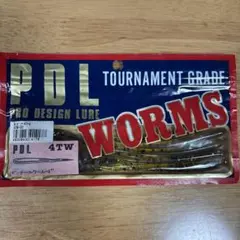 PDL
TOURNAMENT GRADE
PRO DESIGN LURE
WORMS
PDL 4TW